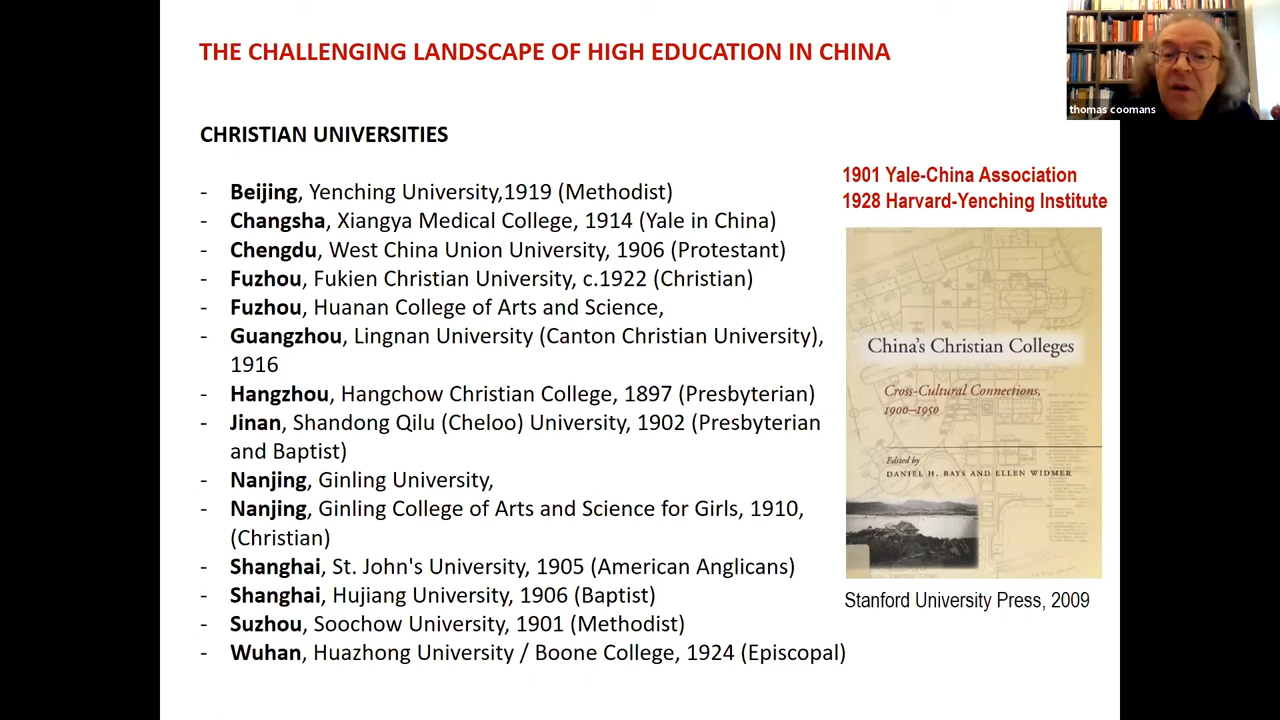 THE CHALLENGING LANDSCAPE OF HIGH EDUCATION IN CHINA
thomas coomans
CHRISTIAN UNIVERSITIES
- Beijing, Yenching University,1919 (Methodist)
- Changsha, Xiangya Medical College, 1914 (Yale in China)
- Chengdu, West China Union University, 1906 (Protestant)
- Fuzhou, Fukien Christian University, c.1922 (Christian)
- Fuzhou, Huanan College of Arts and Science,
- Guangzhou, Lingnan University (Canton Christian University),
1916
- Hangzhou, Hangchow Christian College, 1897 (Presbyterian)
- Jinan, Shandong Qilu (Cheloo) University, 1902 (Presbyterian
and Baptist)
- Nanjing, Ginling University,
- Nanjing, Ginling College of Arts and Science for Girls, 1910,
(Christian)
- Shanghai, St. John's University, 1905 (American Anglicans)
- Shanghai, Hujiang University, 1906 (Baptist)
- Suzhou, Soochow University, 1901 (Methodist)
- Wuhan, Huazhong University / Boone College, 1924 (Episcopal)
1901 Yale-China Association
1928 Harvard-Yenching Institute
China's Christian Colleges
Cross-Cultural Connections,
1900–1950
Edited by
DANIEL H. BAYS AND ELLEN WIDMER
Stanford University Press, 2009